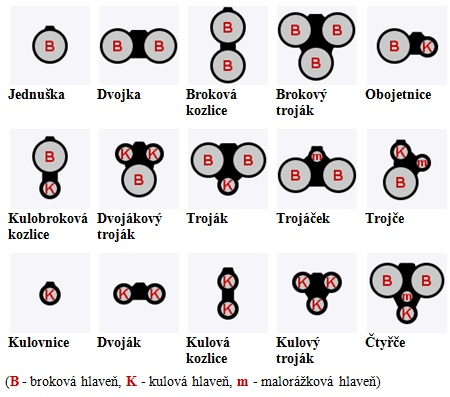 B
B B
B
B
B B
B
B K
Jednuška Dvojka Broková kozlice Brokový troják Obojetnice
B
K
K K
B
B B
K
m
B B
K
m
B
Kulobroková kozlice Dvojákový troják Troják Trojáček Trojče
K
K K
K
K
K K
K
B B
m
K
Kulovnice Dvoják Kulová kozlice Kulový troják Čtyřče
(B - broková hlaveň, K - kulová hlaveň, m - malorážková hlaveň)